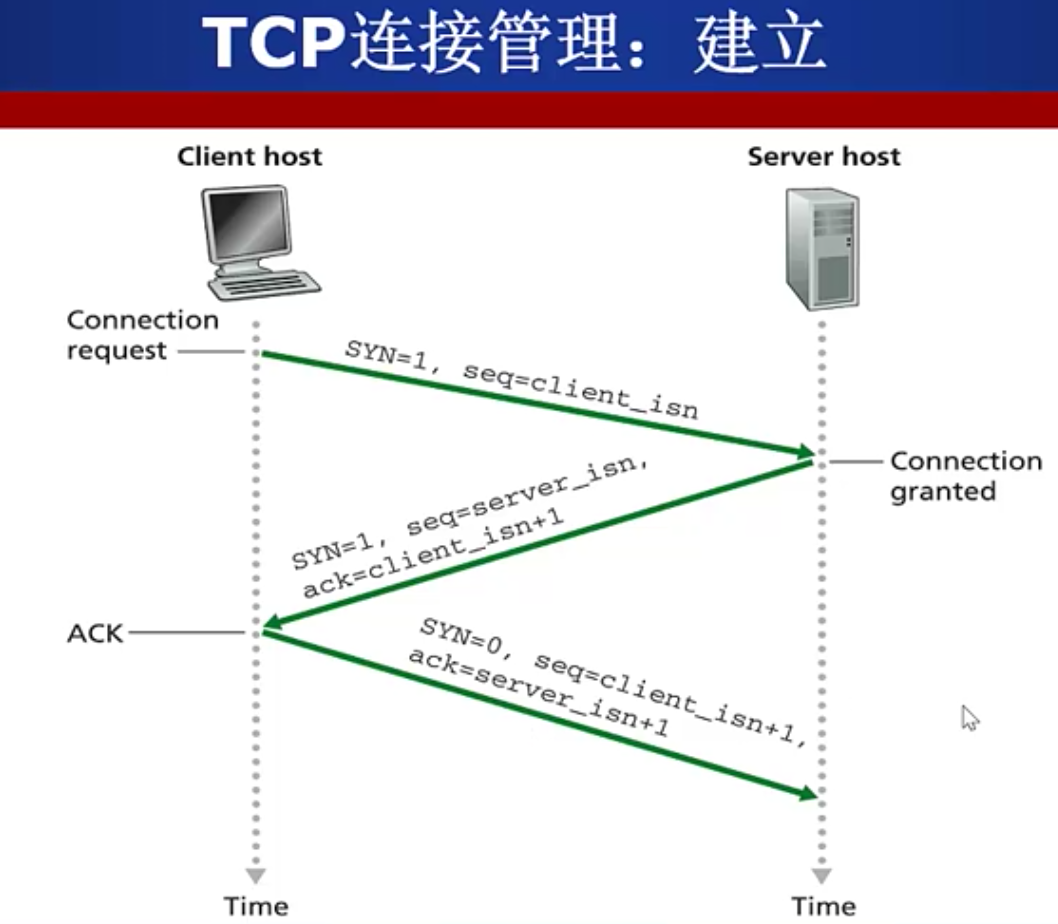 TCP连接管理：建立
Client host
Server host
Connection
request
SYN=1, seq=client_isn
Connection
granted
SYN=1, seq=server_isn,
ack=client_isn+1
ACK
SYN=0, seq=client_isn+1,
ack=server_isn+1
Time
Time